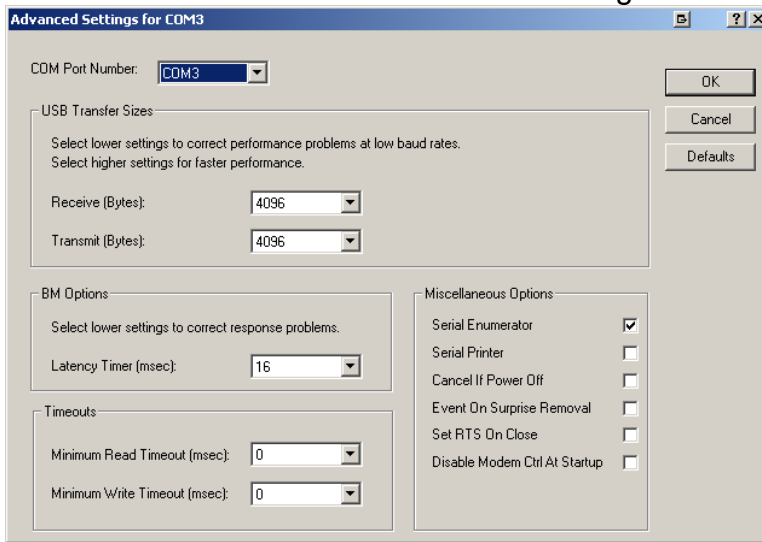 Advanced Settings for COM3
COM Port Number: COM3
OK
Cancel
Defaults
USB Transfer Sizes
Select lower settings to correct performance problems at low baud rates.
Select higher settings for faster performance.
Receive (Bytes): 4096
Transmit (Bytes): 4096
BM Options
Select lower settings to correct response problems.
Latency Timer (msec): 16
Timeouts
Minimum Read Timeout (msec): 0
Minimum Write Timeout (msec): 0
Miscellaneous Options
Serial Enumerator
Serial Printer
Cancel If Power Off
Event On Surprise Removal
Set RTS On Close
Disable Modem Ctrl At Startup